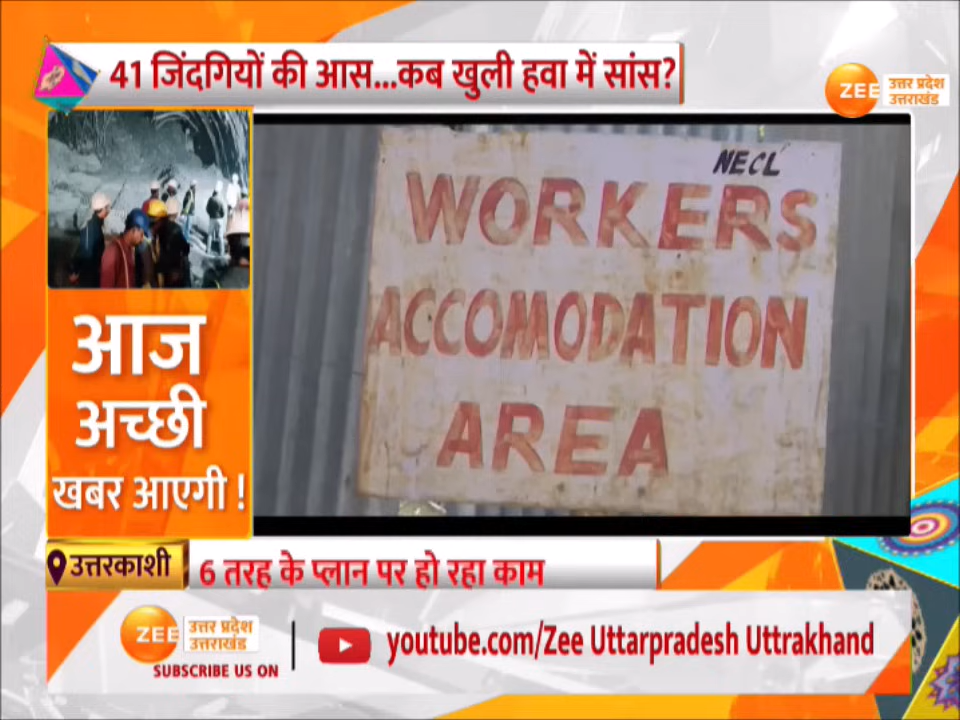 41 जिंदगियों की आस...कब खुली हवा में सांस?
ZEE उत्तर प्रदेश
उत्तराखंड
NECL
WORKERS
ACCOMODATION
AREA
आज
अच्छी
खबर आएगी !
उत्तरकाशी
6 तरह के प्लान पर हो रहा काम
ZEE उत्तर प्रदेश
उत्तराखंड
SUBSCRIBE US ON
youtube.com/Zee Uttarpradesh Uttrakhand